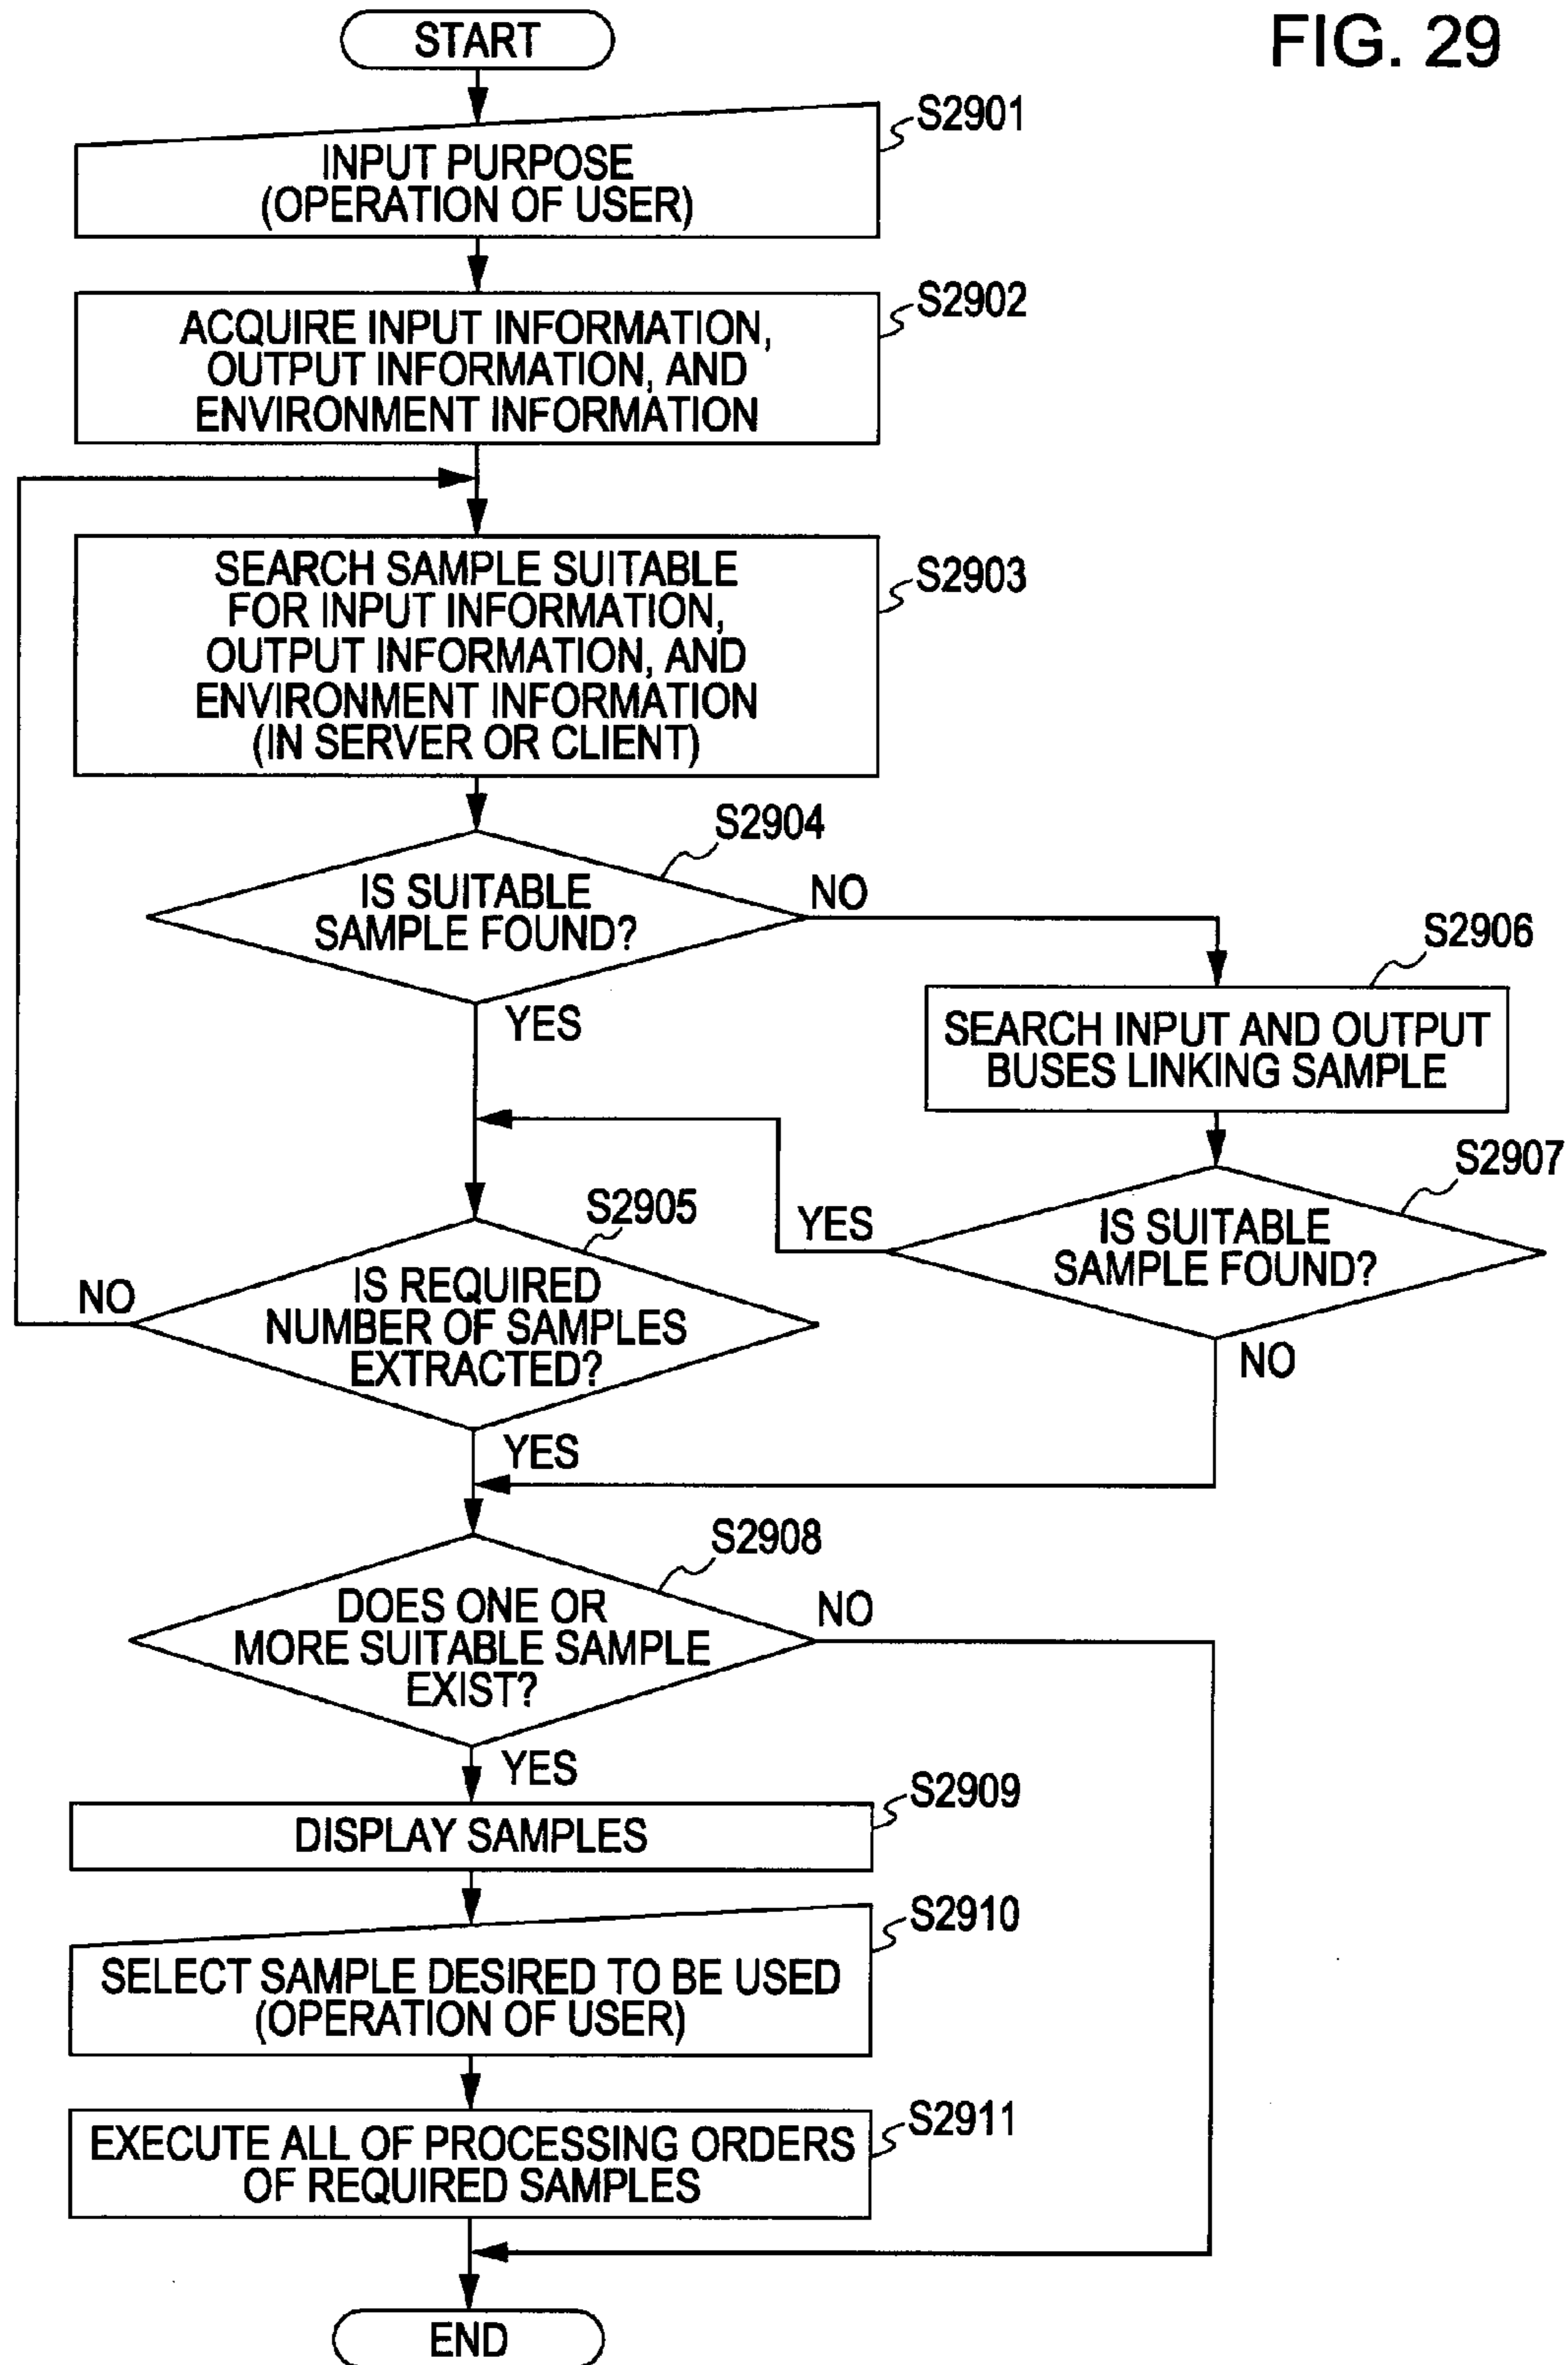 FIG. 29
START
S2901
INPUT PURPOSE
(OPERATION OF USER)
S2902
ACQUIRE INPUT INFORMATION,
OUTPUT INFORMATION, AND
ENVIRONMENT INFORMATION
S2903
SEARCH SAMPLE SUITABLE
FOR INPUT INFORMATION,
OUTPUT INFORMATION, AND
ENVIRONMENT INFORMATION
(IN SERVER OR CLIENT)
S2904
IS SUITABLE
SAMPLE FOUND?
NO
YES
S2906
SEARCH INPUT AND OUTPUT
BUSES LINKING SAMPLE
S2907
IS SUITABLE
SAMPLE FOUND?
YES
NO
S2905
IS REQUIRED
NUMBER OF SAMPLES
EXTRACTED?
NO
YES
S2908
DOES ONE OR
MORE SUITABLE SAMPLE
EXIST?
NO
YES
S2909
DISPLAY SAMPLES
S2910
SELECT SAMPLE DESIRED TO BE USED
(OPERATION OF USER)
S2911
EXECUTE ALL OF PROCESSING ORDERS
OF REQUIRED SAMPLES
END